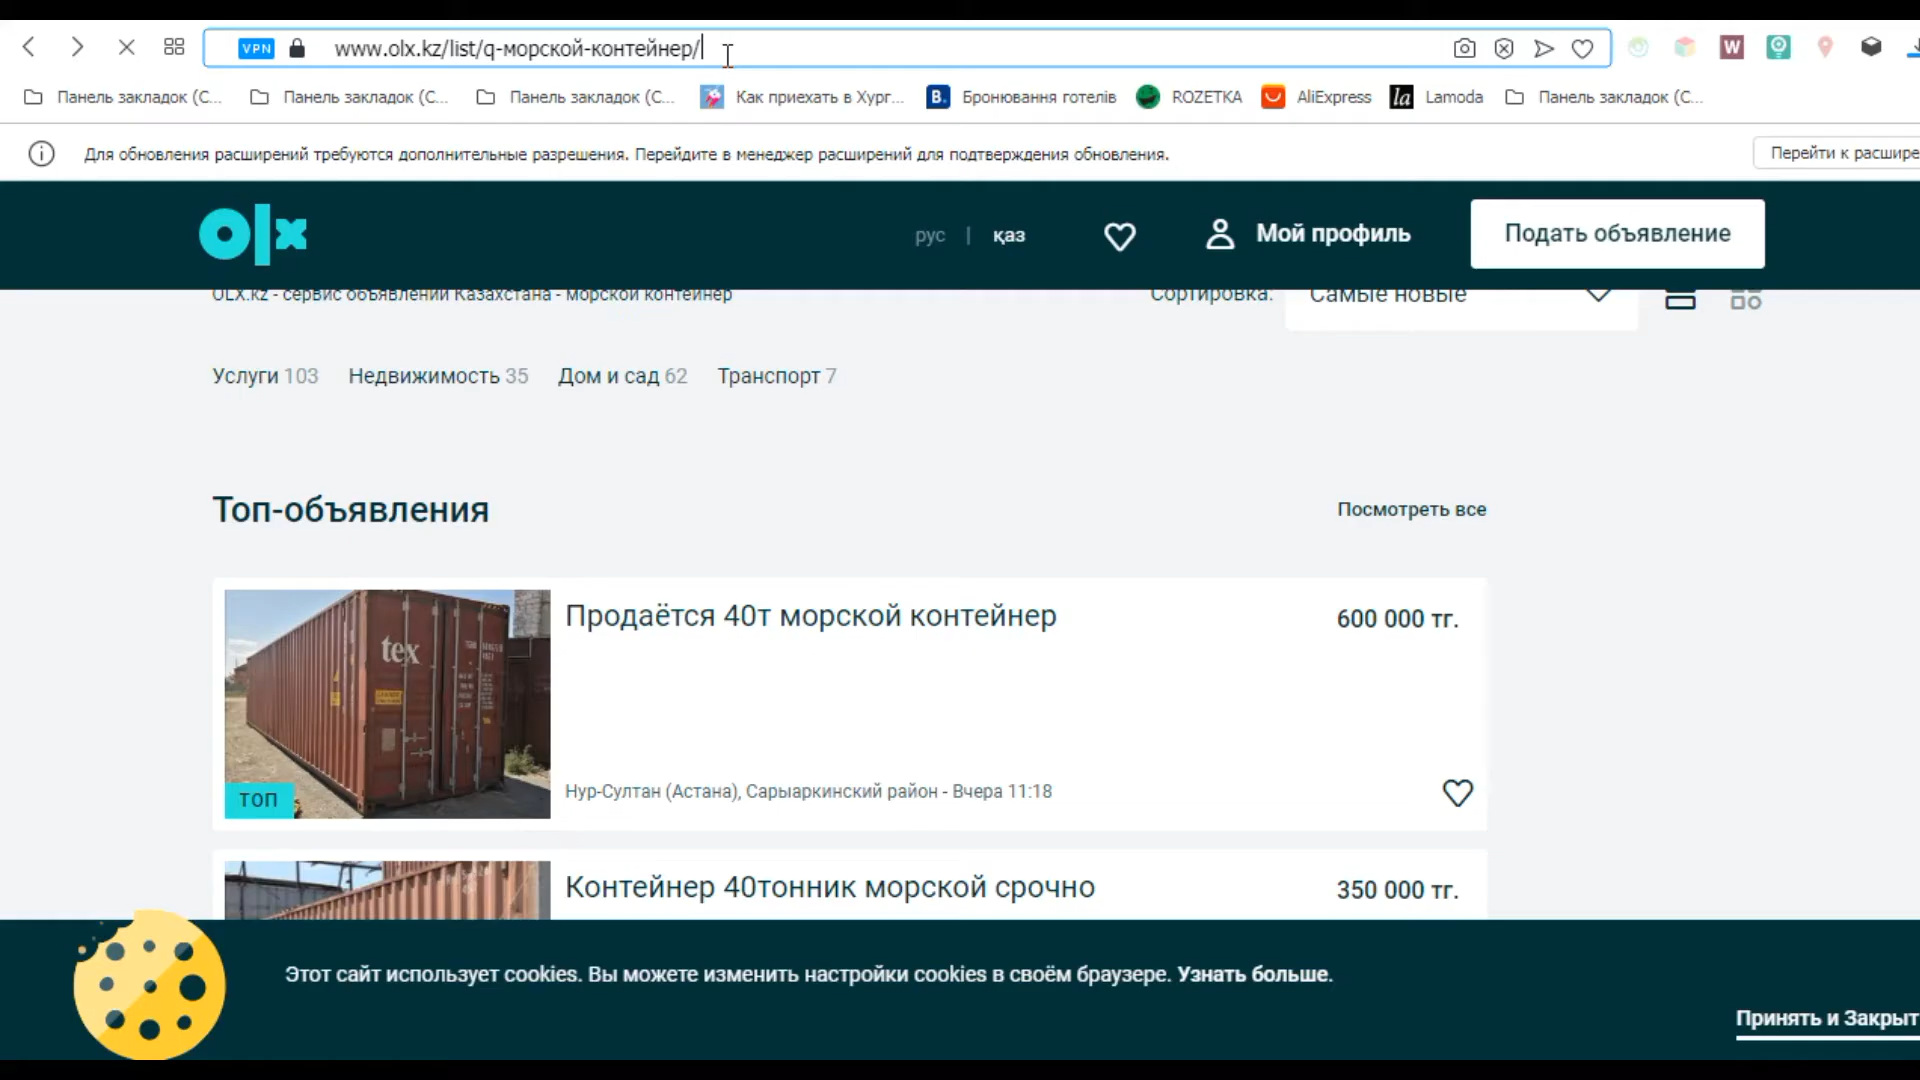 VPN www.olx.kz/list/q-морской-контейнер/
Панель закладок (С... Панель закладок (С... Панель закладок (С... Как приехать в Хург... B. Бронювання готелів ROZETKA AliExpress la Lamoda Панель закладок (С...
Для обновления расширений требуются дополнительные разрешения. Перейдите в менеджер расширений для подтверждения обновления. Перейти к расшире
olx рус | қаз Мой профиль Подать объявление
OLX.kz - сервис объявлений Казахстана - морской контейнер Сортировка: Самые новые
Услуги 103 Недвижимость 35 Дом и сад 62 Транспорт 7
Топ-объявления Посмотреть все
Продаётся 40т морской контейнер 600 000 тг.
tex
ТОП
Нур-Султан (Астана), Сарыаркинский район - Вчера 11:18
Контейнер 40тонник морской срочно 350 000 тг.
Этот сайт использует cookies. Вы можете изменить настройки cookies в своём браузере. Узнать больше.
Принять и Закрыт